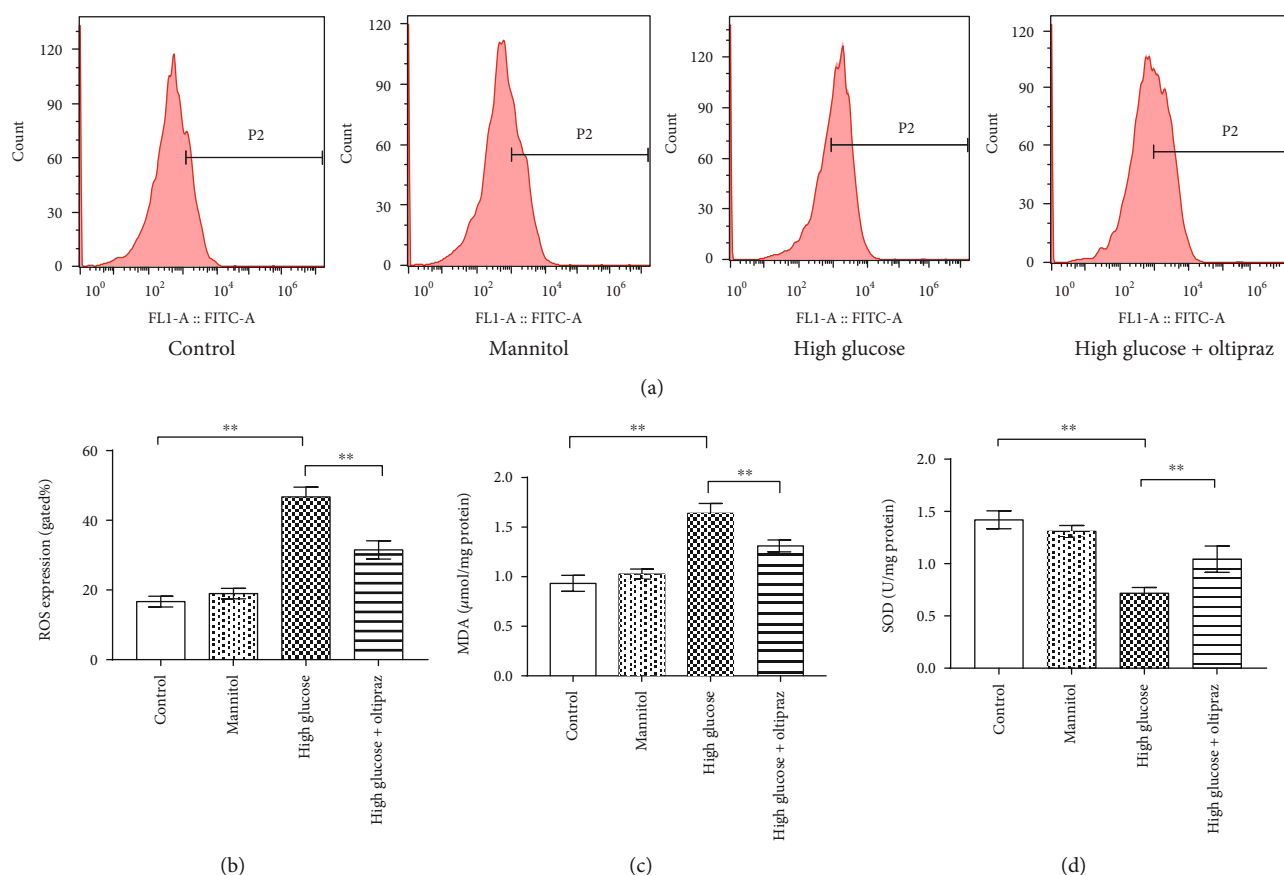 120
90
60
30
0
Count
P2
10^0 10^2 10^4 10^6
FL1-A :: FITC-A
Control
120
90
60
30
0
Count
P2
10^0 10^2 10^4 10^6
FL1-A :: FITC-A
Mannitol
120
90
60
30
0
Count
P2
10^0 10^2 10^4 10^6
FL1-A :: FITC-A
High glucose
120
90
60
30
0
Count
P2
10^0 10^2 10^4 10^6
FL1-A :: FITC-A
High glucose + oltipraz
(a)
**
**
60
40
20
0
ROS expression (gated%)
Control
Mannitol
High glucose
High glucose + oltipraz
(b)
**
**
2.0
1.5
1.0
0.5
0.0
MDA (µmol/mg protein)
Control
Mannitol
High glucose
High glucose + oltipraz
(c)
**
**
2.0
1.5
1.0
0.5
0.0
SOD (U/mg protein)
Control
Mannitol
High glucose
High glucose + oltipraz
(d)